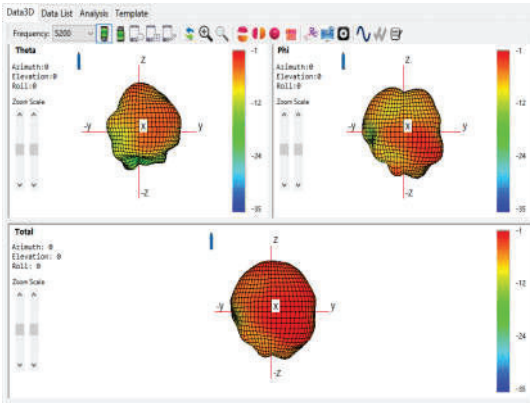 Data3D Data List Analysis Template
Frequency: 5200
Theta
Azimuth:0
Elevation:0
Roll:0
Zoom Scale
z
-y
x
y
-z
-1
-12
-24
-35
Phi
Azimuth:0
Elevation:0
Roll:0
Zoom Scale
z
-y
x
y
-z
-1
-12
-24
-35
Total
Azimuth: 0
Elevation: 0
Roll: 0
Zoom Scale
z
-y
x
y
-z
-1
-12
-24
-35